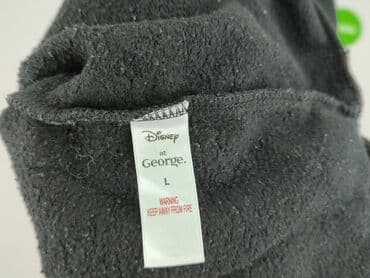 Disney
at
George.
L
WARNING
KEEP AWAY FROM FIRE